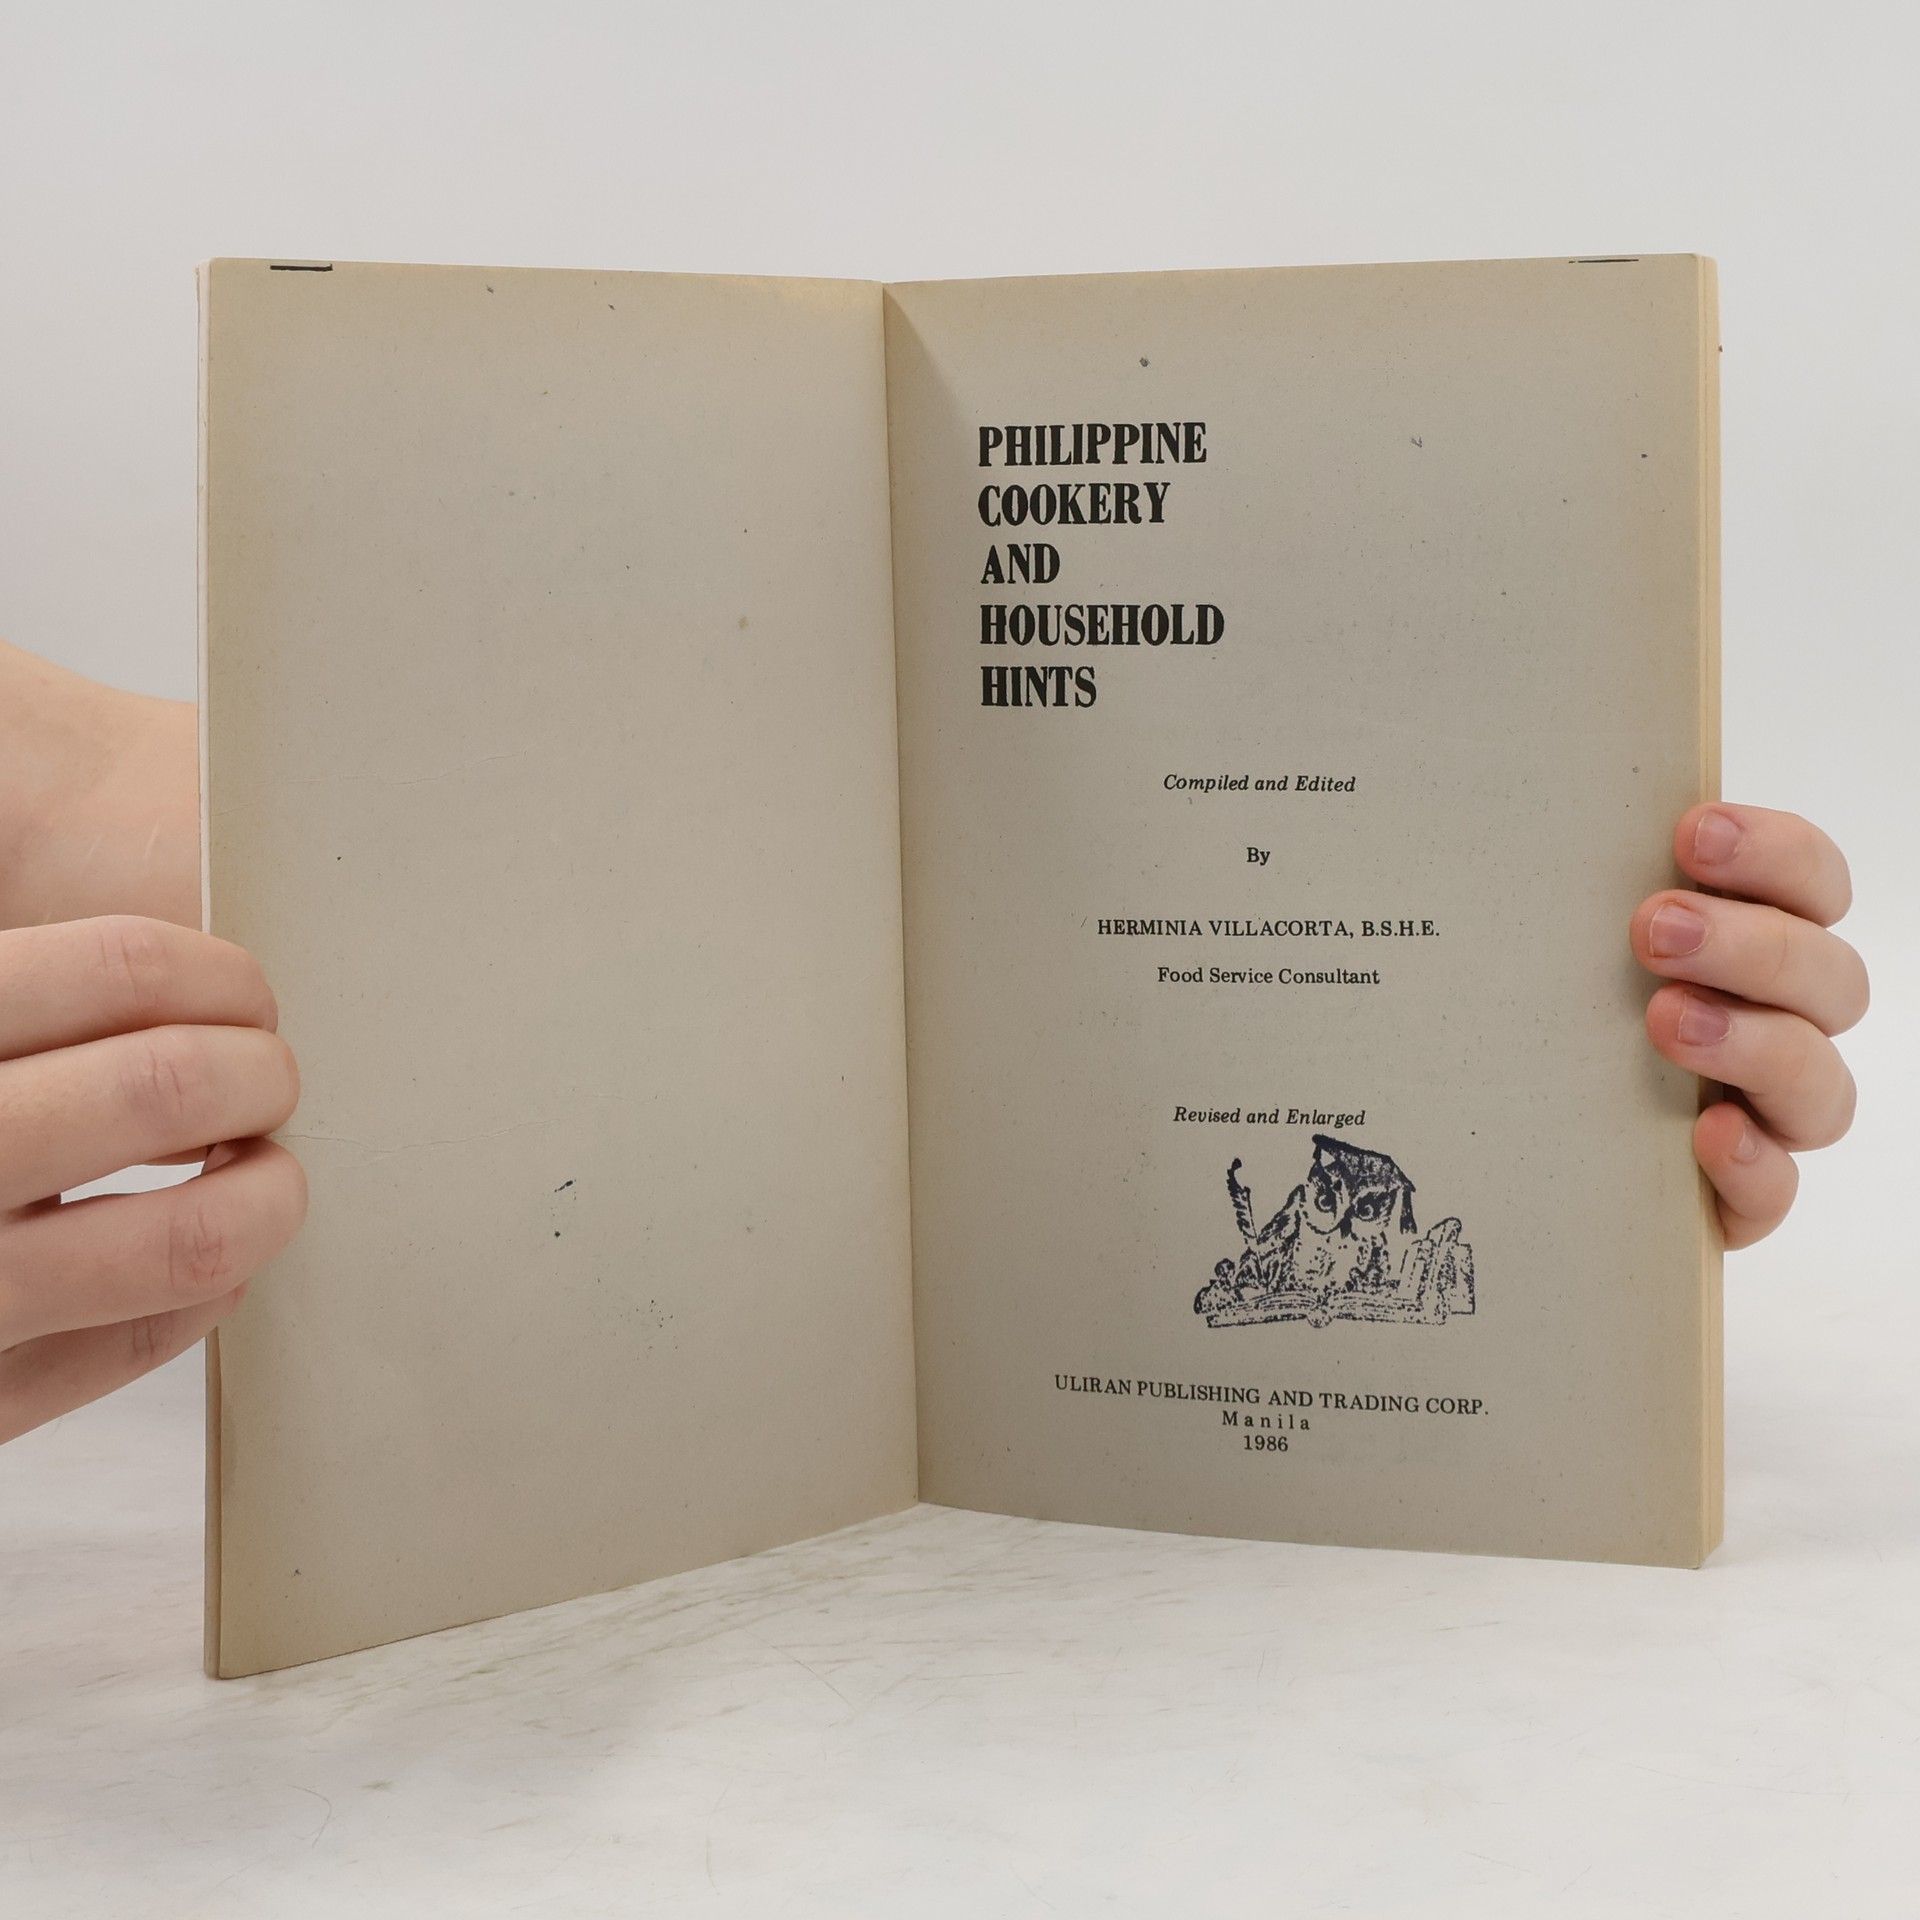 PHILIPPINE
COOKERY
AND
HOUSEHOLD
HINTS
Compiled and Edited
By
HERMINIA VILLACORTA, B.S.H.E.
Food Service Consultant
Revised and Enlarged
ULIRAN PUBLISHING AND TRADING CORP.
Manila
1986